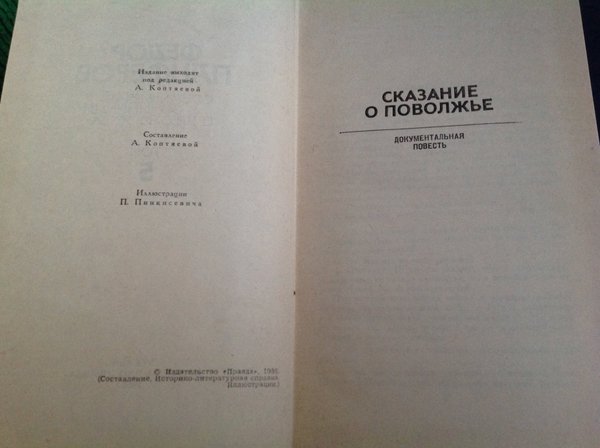 Издание выходит
под редакцией
А. Коптяевой
Составление
А. Коптяевой
Иллюстрации
П. Пинкисевича
© Издательство «Правда»,
(Составление. Историко-литературная справка
Иллюстрации.)
СКАЗАНИЕ
О ПОВОЛЖЬЕ
ДОКУМЕНТАЛЬНАЯ
ПОВЕСТЬ